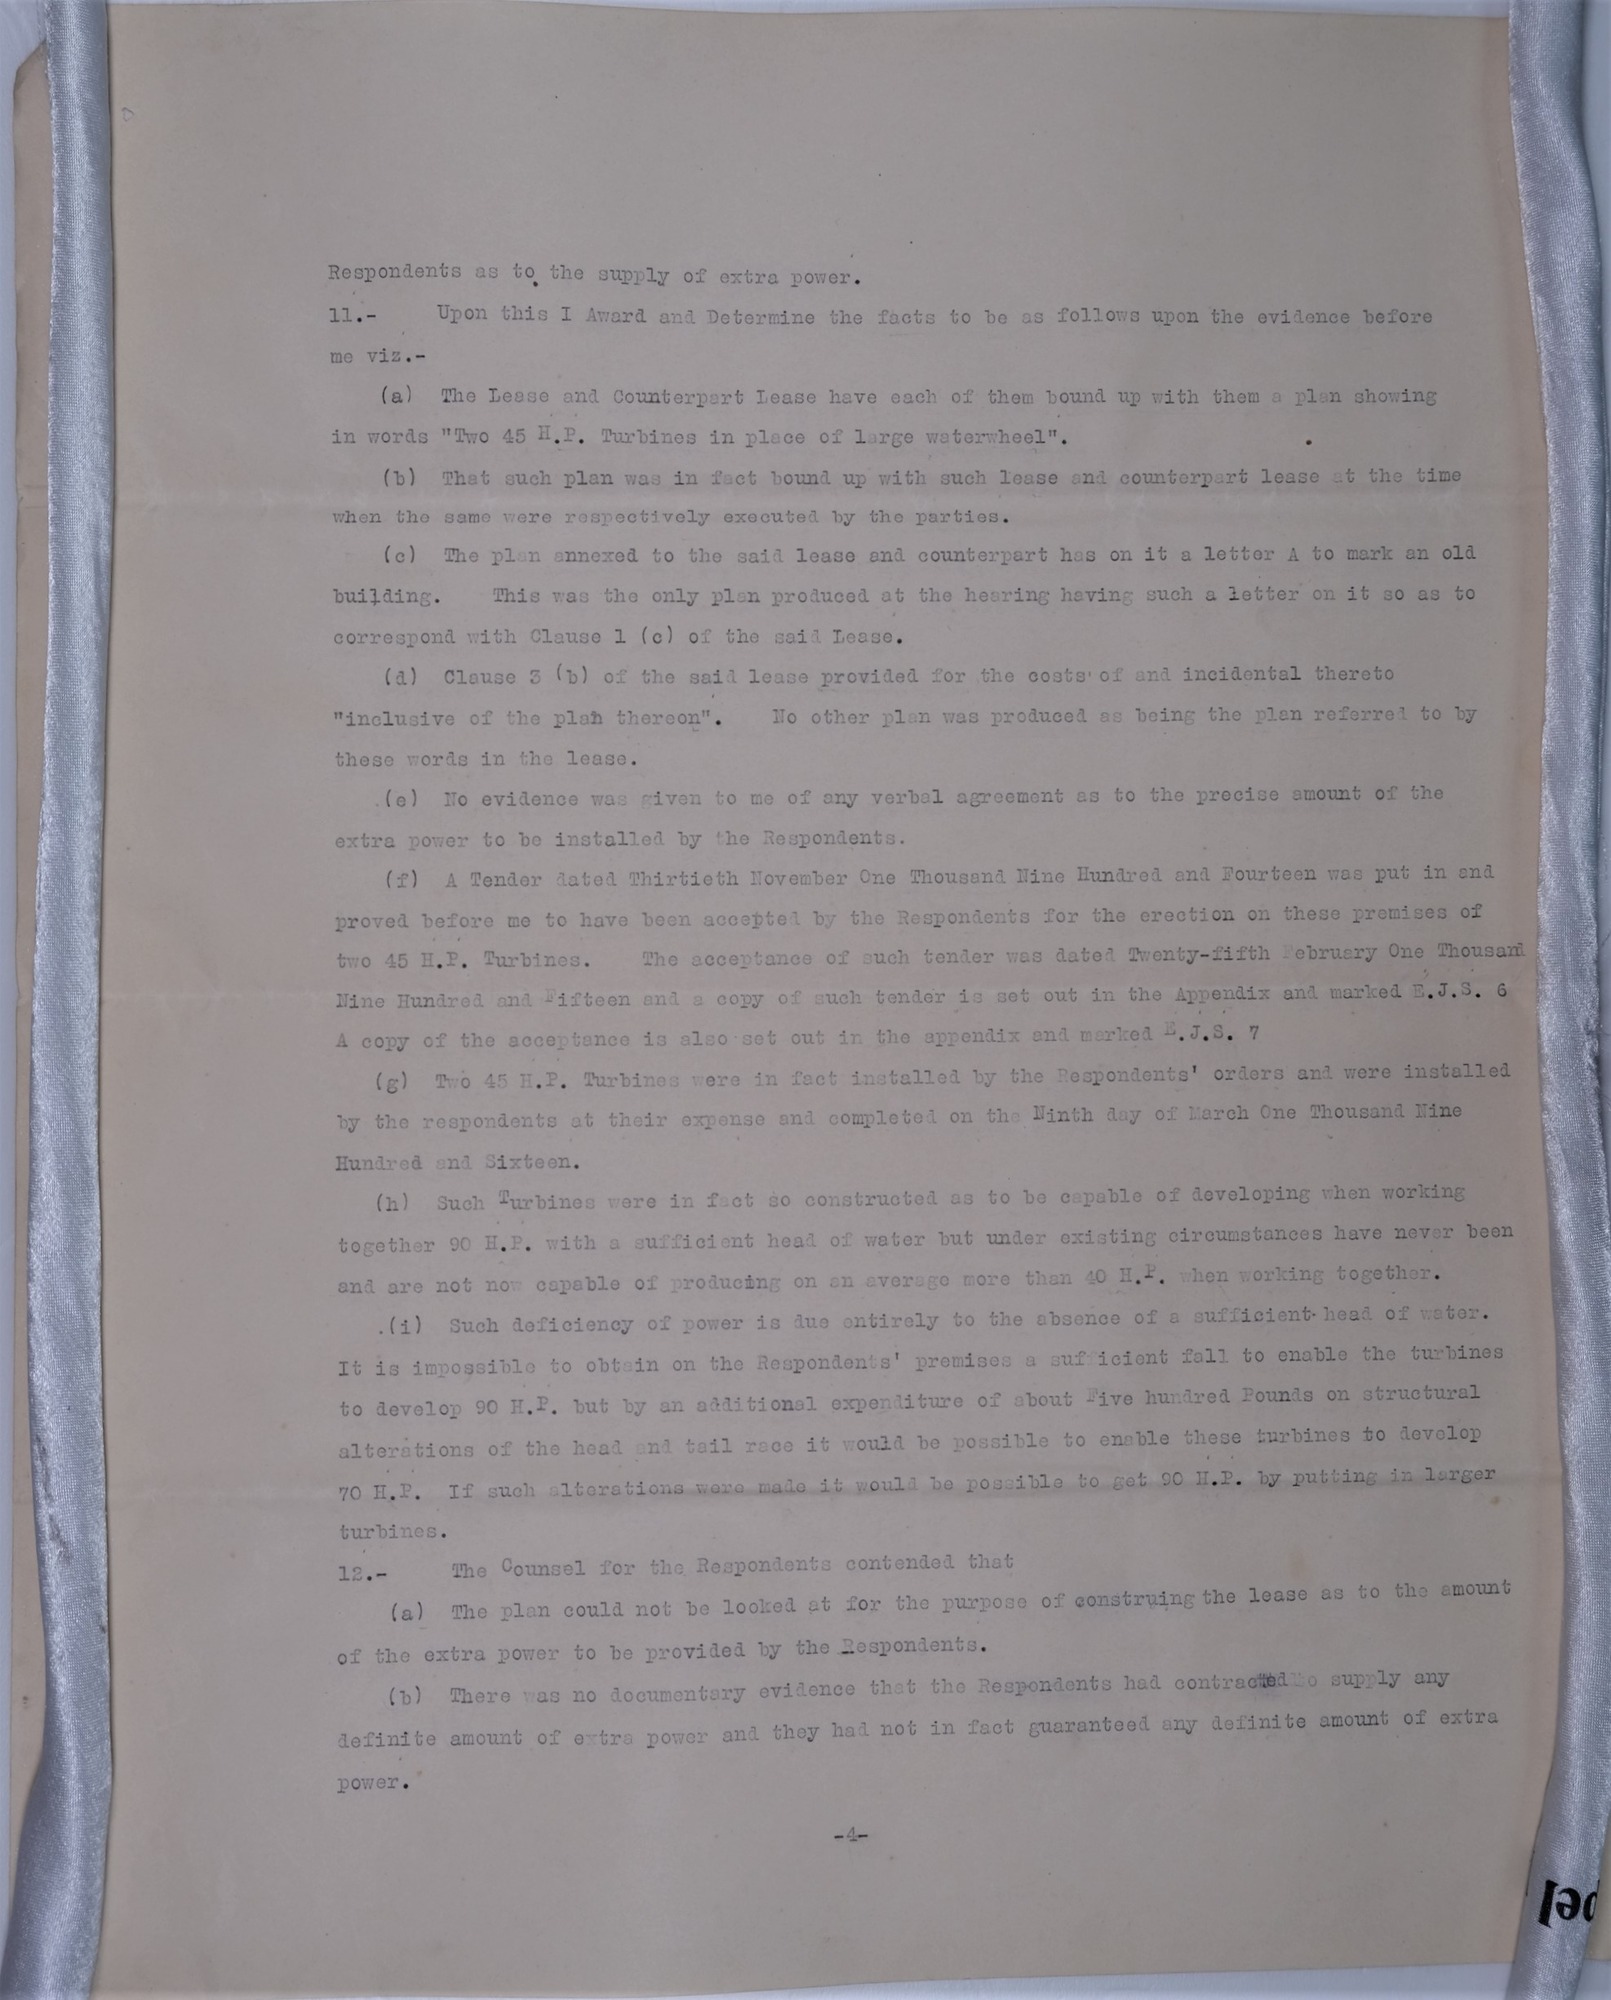 Respondents as to the supply of extra power.
11.- Upon this I Award and Determine the facts to be as follows upon the evidence before
me viz.-
(a) The Lease and Counterpart Lease have each of them bound up with them a plan showing
in words "Two 45 H.P. Turbines in place of large waterwheel".
(b) That such plan was in fact bound up with such lease and counterpart lease at the time
when the same were respectively executed by the parties.
(c) The plan annexed to the said lease and counterpart has on it a letter A to mark an old
building. This was the only plan produced at the hearing having such a letter on it so as to
correspond with Clause 1 (c) of the said Lease.
(d) Clause 3 (b) of the said lease provided for the costs of and incidental thereto
"inclusive of the plan thereon". No other plan was produced as being the plan referred to by
these words in the lease.
(e) No evidence was given to me of any verbal agreement as to the precise amount of the
extra power to be installed by the Respondents.
(f) A Tender dated Thirtieth November One Thousand Nine Hundred and Fourteen was put in and
proved before me to have been accepted by the Respondents for the erection on these premises of
two 45 H.P. Turbines. The acceptance of such tender was dated Twenty-fifth February One Thousand
Nine Hundred and Fifteen and a copy of such tender is set out in the Appendix and marked E.J.S. 6
A copy of the acceptance is also set out in the appendix and marked E.J.S. 7
(g) Two 45 H.P. Turbines were in fact installed by the Respondents' orders and were installed
by the respondents at their expense and completed on the Ninth day of March One Thousand Nine
Hundred and Sixteen.
(h) Such Turbines were in fact so constructed as to be capable of developing when working
together 90 H.P. with a sufficient head of water but under existing circumstances have never been
and are not now capable of producing on an average more than 40 H.P. when working together.
(i) Such deficiency of power is due entirely to the absence of a sufficient head of water.
It is impossible to obtain on the Respondents' premises a sufficient fall to enable the turbines
to develop 90 H.P. but by an additional expenditure of about Five hundred Pounds on structural
alterations of the head and tail race it would be possible to enable these turbines to develop
70 H.P. If such alterations were made it would be possible to get 90 H.P. by putting in larger
turbines.
12.- The Counsel for the Respondents contended that
(a) The plan could not be looked at for the purpose of construing the lease as to the amount
of the extra power to be provided by the Respondents.
(b) There was no documentary evidence that the Respondents had contracted to supply any
definite amount of extra power and they had not in fact guaranteed any definite amount of extra
power.
-4-